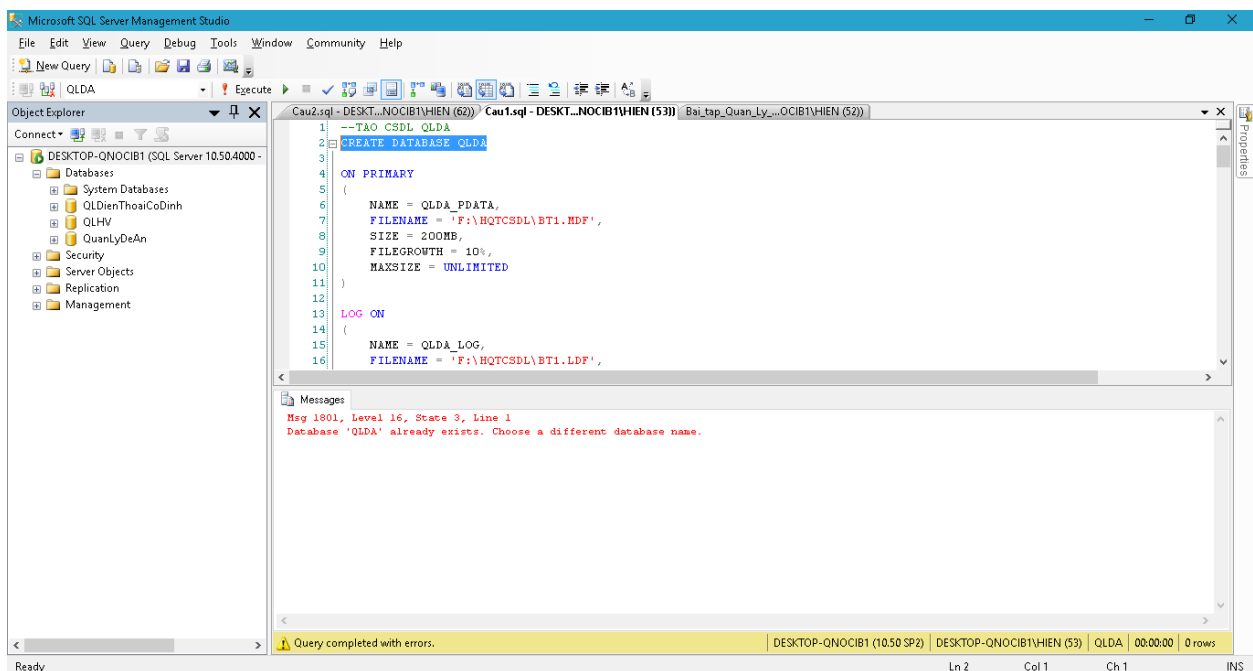 Microsoft SQL Server Management Studio
File Edit View Query Debug Tools Window Community Help
New Query
QLDA Execute
Object Explorer
Connect
DESKTOP-QNOCIB1 (SQL Server 10.50.4000 -
Databases
System Databases
QLDienThoaiCoDinh
QLHV
QuanLyDeAn
Security
Server Objects
Replication
Management
Cau2.sql - DESKT...NOCIB1\HIEN (62)) Cau1.sql - DESKT...NOCIB1\HIEN (53)) Bai_tap_Quan_Ly_...OCIB1\HIEN (52))
1 --TAO CSDL QLDA
2 CREATE DATABASE QLDA
3
4 ON PRIMARY
5 (
6 NAME = QLDA_PDATA,
7 FILENAME = 'F:\HQTCSDL\BT1.MDF',
8 SIZE = 200MB,
9 FILEGROWTH = 10%,
10 MAXSIZE = UNLIMITED
11 )
12
13 LOG ON
14 (
15 NAME = QLDA_LOG,
16 FILENAME = 'F:\HQTCSDL\BT1.LDF',
Properties
Messages
Msg 1801, Level 16, State 3, Line 1
Database 'QLDA' already exists. Choose a different database name.
Query completed with errors. DESKTOP-QNOCIB1 (10.50 SP2) DESKTOP-QNOCIB1\HIEN (53) QLDA 00:00:00 0 rows
Ready Ln 2 Col 1 Ch 1 INS